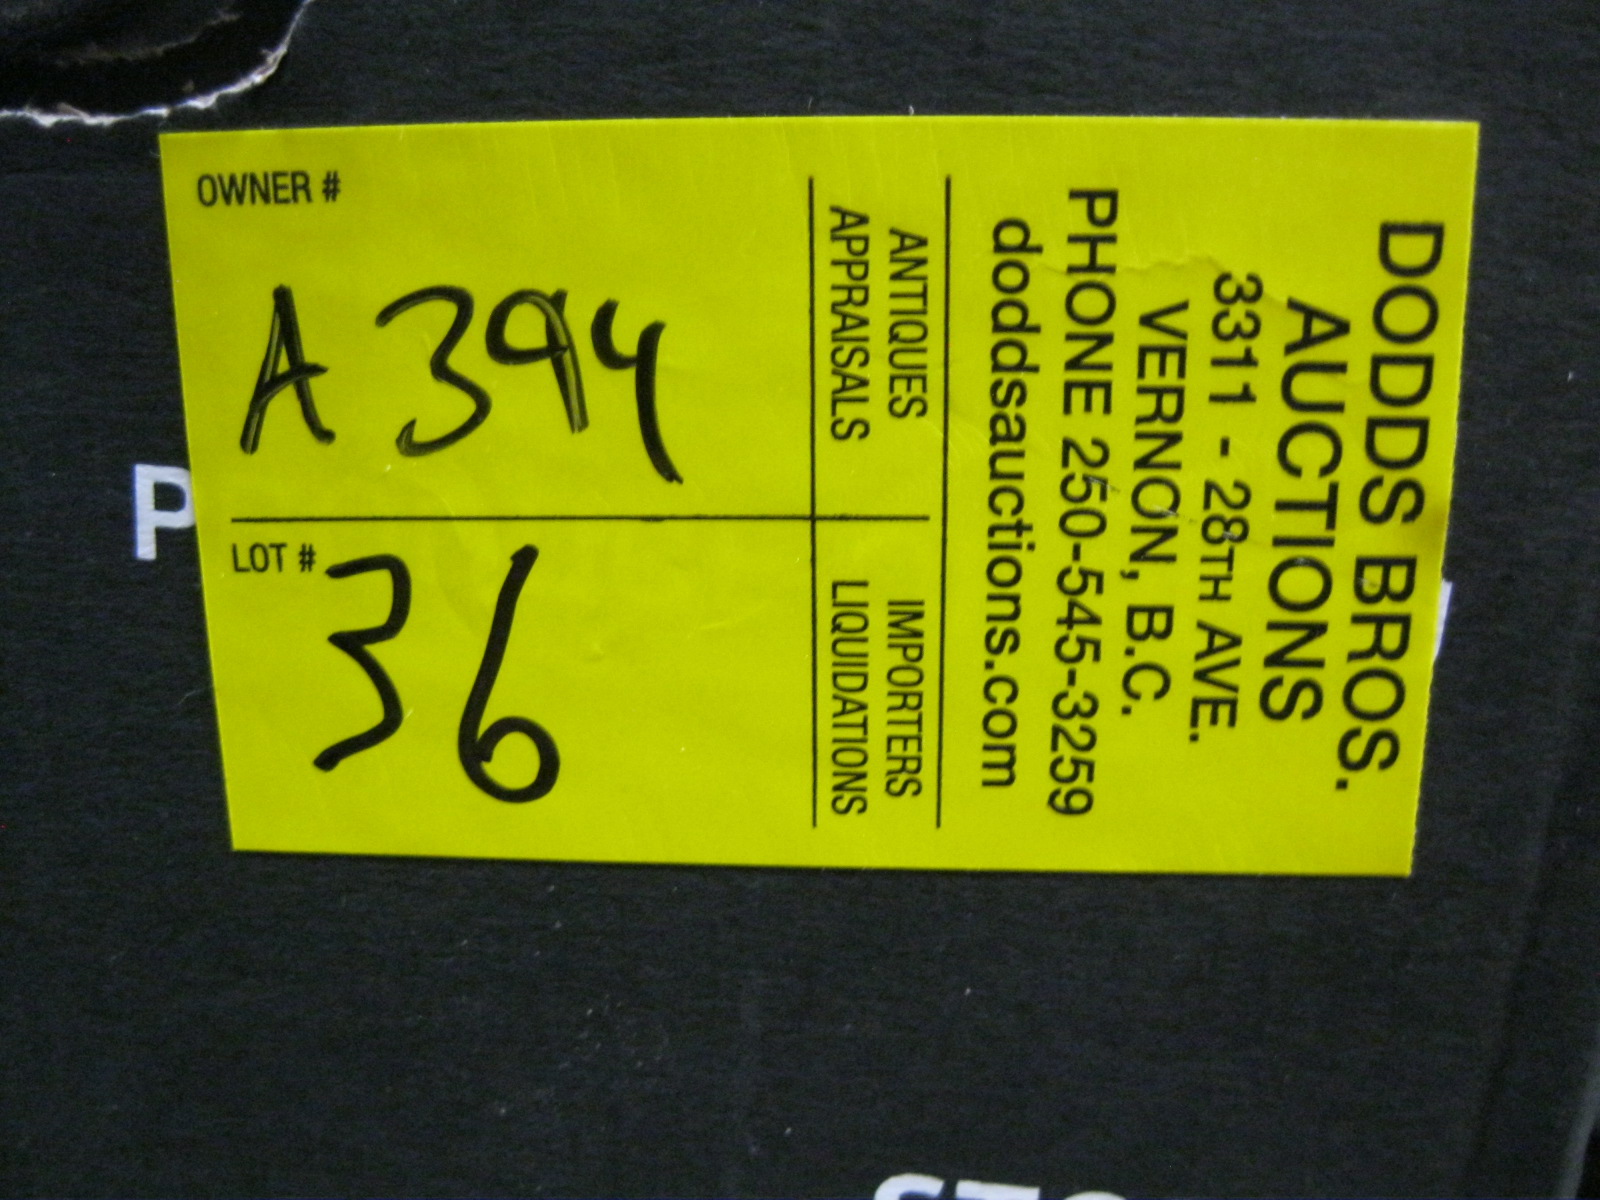 OWNER #
A 394
LOT #
36
ANTIQUES
APPRAISALS
IMPORTERS
LIQUIDATIONS
DODDS BROS.
AUCTIONS
3311 - 28TH AVE.
VERNON, B.C.
PHONE 250-545-3259
doddsauctions.com
P